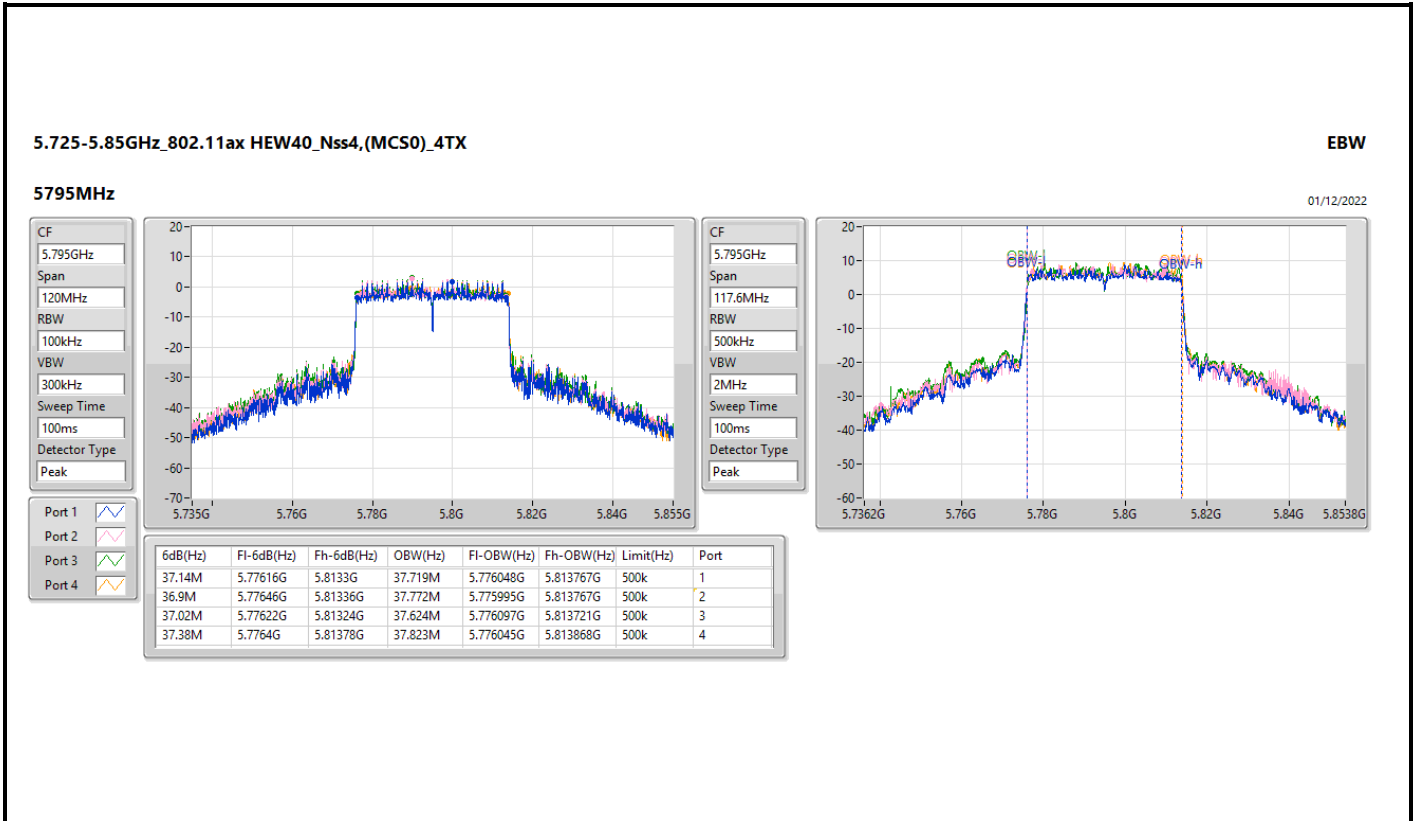 5.725-5.85GHz_802.11ax HEW40_Nss4,(MCS0)_4TX
EBW
5795MHz
01/12/2022
CF
5.795GHz
Span
120MHz
RBW
100kHz
VBW
300kHz
Sweep Time
100ms
Detector Type
Peak
20
10
0
-10
-20
-30
-40
-50
-60
-70
5.735G 5.76G 5.78G 5.8G 5.82G 5.84G 5.855G
CF
5.795GHz
Span
117.6MHz
RBW
500kHz
VBW
2MHz
Sweep Time
100ms
Detector Type
Peak
20
10
0
-10
-20
-30
-40
-50
-60
OBW-l
OBW-h
5.7362G 5.76G 5.78G 5.8G 5.82G 5.84G 5.8538G
Port 1
Port 2
Port 3
Port 4
6dB(Hz) Fl-6dB(Hz) Fh-6dB(Hz) OBW(Hz) Fl-OBW(Hz) Fh-OBW(Hz) Limit(Hz) Port
37.14M 5.77616G 5.8133G 37.719M 5.776048G 5.813767G 500k 1
36.9M 5.77646G 5.81336G 37.772M 5.775995G 5.813767G 500k 2
37.02M 5.77622G 5.81324G 37.624M 5.776097G 5.813721G 500k 3
37.38M 5.7764G 5.81378G 37.823M 5.776045G 5.813868G 500k 4